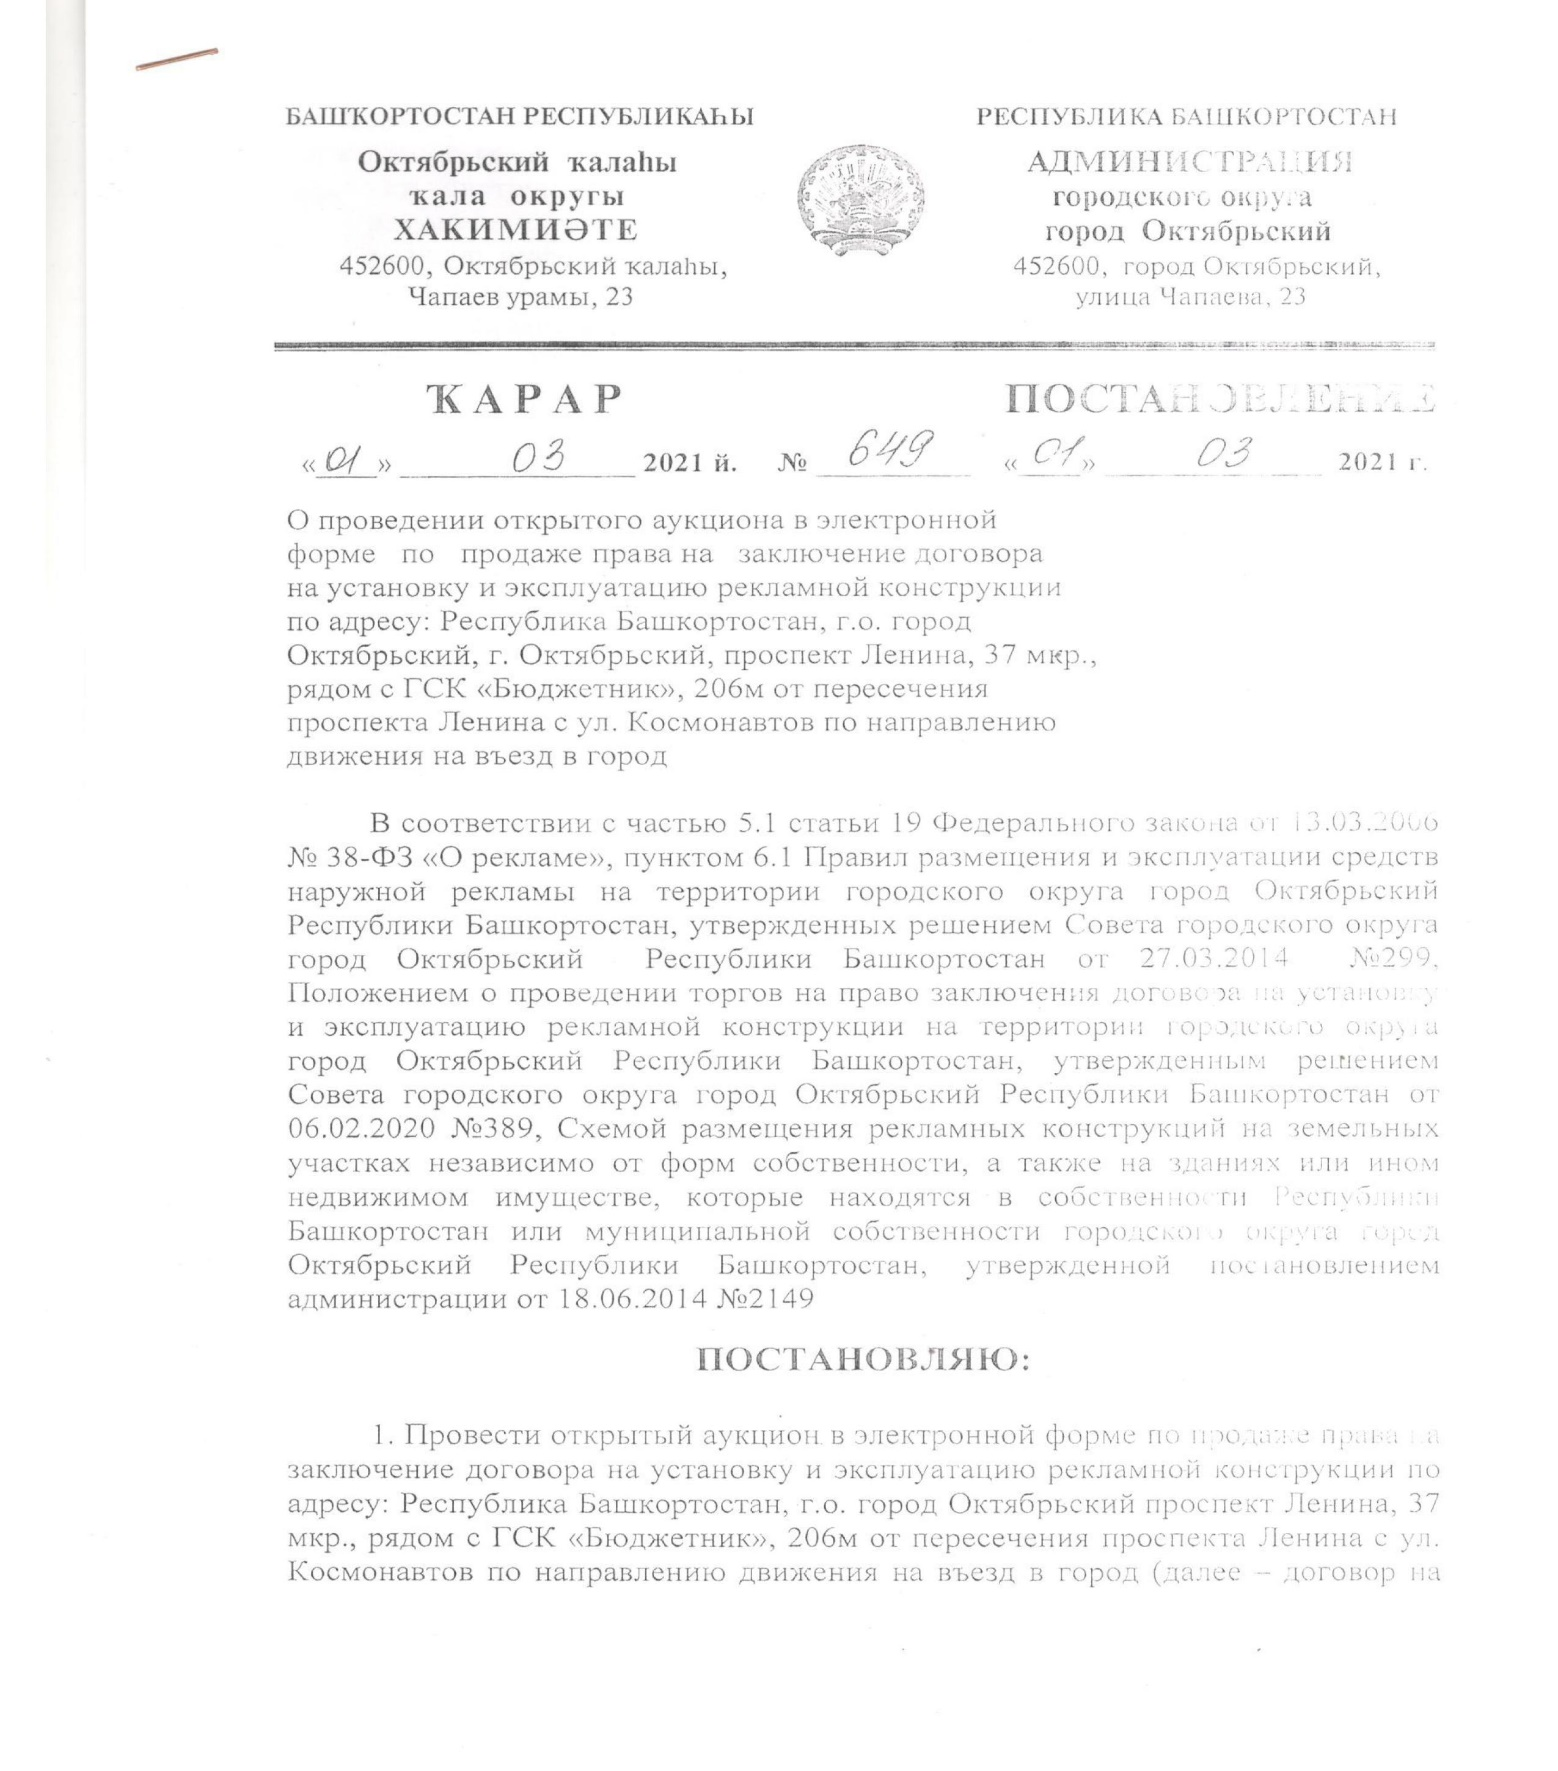 БАШҠОРТОСТАН РЕСПУБЛИКАҺЫ
Октябрьский ҡалаһы
ҡала округы
ХАКИМИӘТЕ
452600, Октябрьский ҡалаһы,
Чапаев урамы, 23
РЕСПУБЛИКА БАШКОРТОСТАН
АДМИНИСТРАЦИЯ
городского округа
город Октябрьский
452600, город Октябрьский,
улица Чапаева, 23
ҠАРАР
ПОСТАНОВЛЕНИЕ
«01» 03 2021 й. № 649 «01» 03 2021 г.
О проведении открытого аукциона в электронной
форме по продаже права на заключение договора
на установку и эксплуатацию рекламной конструкции
по адресу: Республика Башкортостан, г.о. город
Октябрьский, г. Октябрьский, проспект Ленина, 37 мкр.,
рядом с ГСК «Бюджетник», 206м от пересечения
проспекта Ленина с ул. Космонавтов по направлению
движения на въезд в город
В соответствии с частью 5.1 статьи 19 Федерального закона от 13.03.2006
№ 38-ФЗ «О рекламе», пунктом 6.1 Правил размещения и эксплуатации средств
наружной рекламы на территории городского округа город Октябрьский
Республики Башкортостан, утвержденных решением Совета городского округа
город Октябрьский Республики Башкортостан от 27.03.2014 №299,
Положением о проведении торгов на право заключения договора на установку
и эксплуатацию рекламной конструкции на территории городского округа
город Октябрьский Республики Башкортостан, утвержденным решением
Совета городского округа город Октябрьский Республики Башкортостан от
06.02.2020 №389, Схемой размещения рекламных конструкций на земельных
участках независимо от форм собственности, а также на зданиях или ином
недвижимом имуществе, которые находятся в собственности Республики
Башкортостан или муниципальной собственности городского округа город
Октябрьский Республики Башкортостан, утвержденной постановлением
администрации от 18.06.2014 №2149
ПОСТАНОВЛЯЮ:
1. Провести открытый аукцион в электронной форме по продаже права на
заключение договора на установку и эксплуатацию рекламной конструкции по
адресу: Республика Башкортостан, г.о. город Октябрьский проспект Ленина, 37
мкр., рядом с ГСК «Бюджетник», 206м от пересечения проспекта Ленина с ул.
Космонавтов по направлению движения на въезд в город (далее – договор на